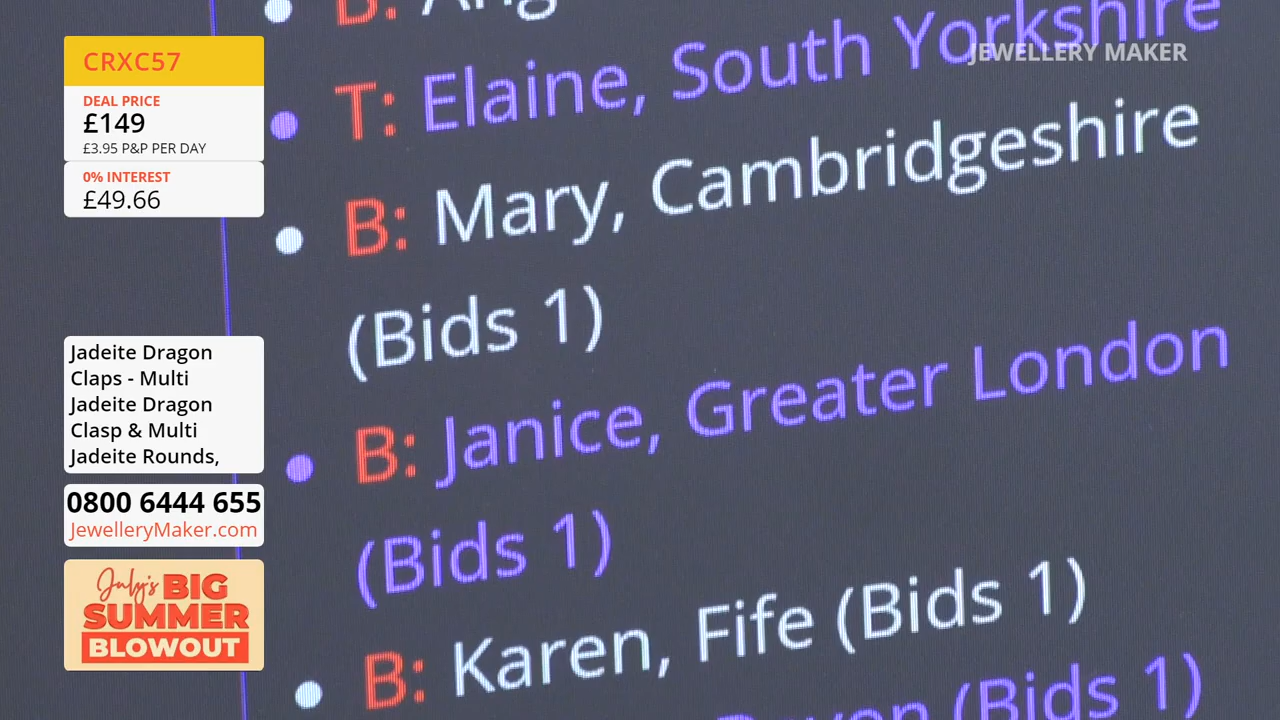 CRXC57
DEAL PRICE
£149
£3.95 P&P PER DAY
0% INTEREST
£49.66
Jadeite Dragon
Claps - Multi
Jadeite Dragon
Clasp & Multi
Jadeite Rounds,
0800 6444 655
JewelleryMaker.com
July's BIG
SUMMER
BLOWOUT
JEWELLERY MAKER
T: Elaine, South Yorkshire
B: Mary, Cambridgeshire
(Bids 1)
B: Janice, Greater London
(Bids 1)
B: Karen, Fife (Bids 1)
(Bids 1)